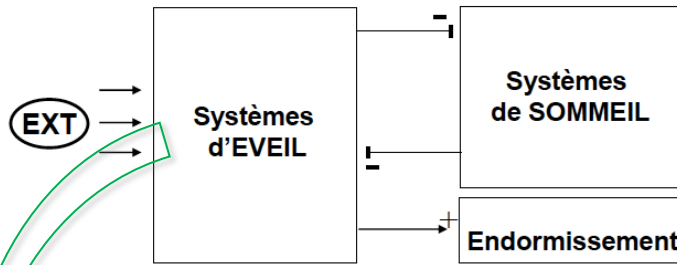 EXT
Systèmes
d'EVEIL
-
-
Systèmes
de SOMMEIL
+
Endormissement